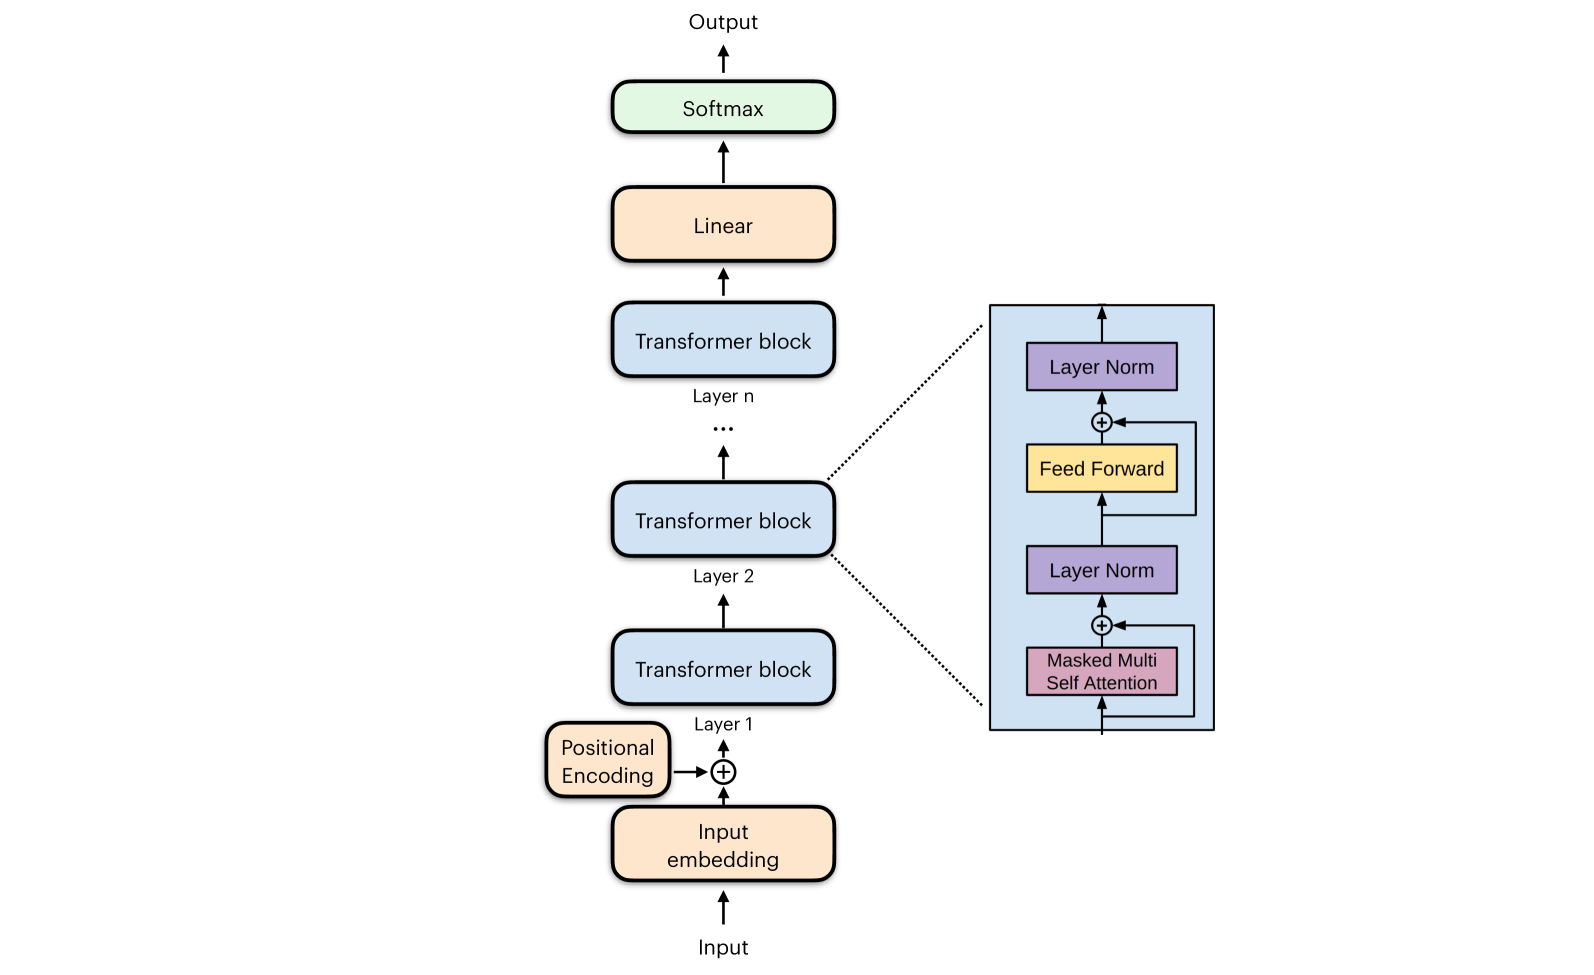 Output
Softmax
Linear
Transformer block
Layer n
...
Transformer block
Layer 2
Transformer block
Layer 1
Positional
Encoding
Input
embedding
Input
Layer Norm
Feed Forward
Layer Norm
Masked Multi
Self Attention